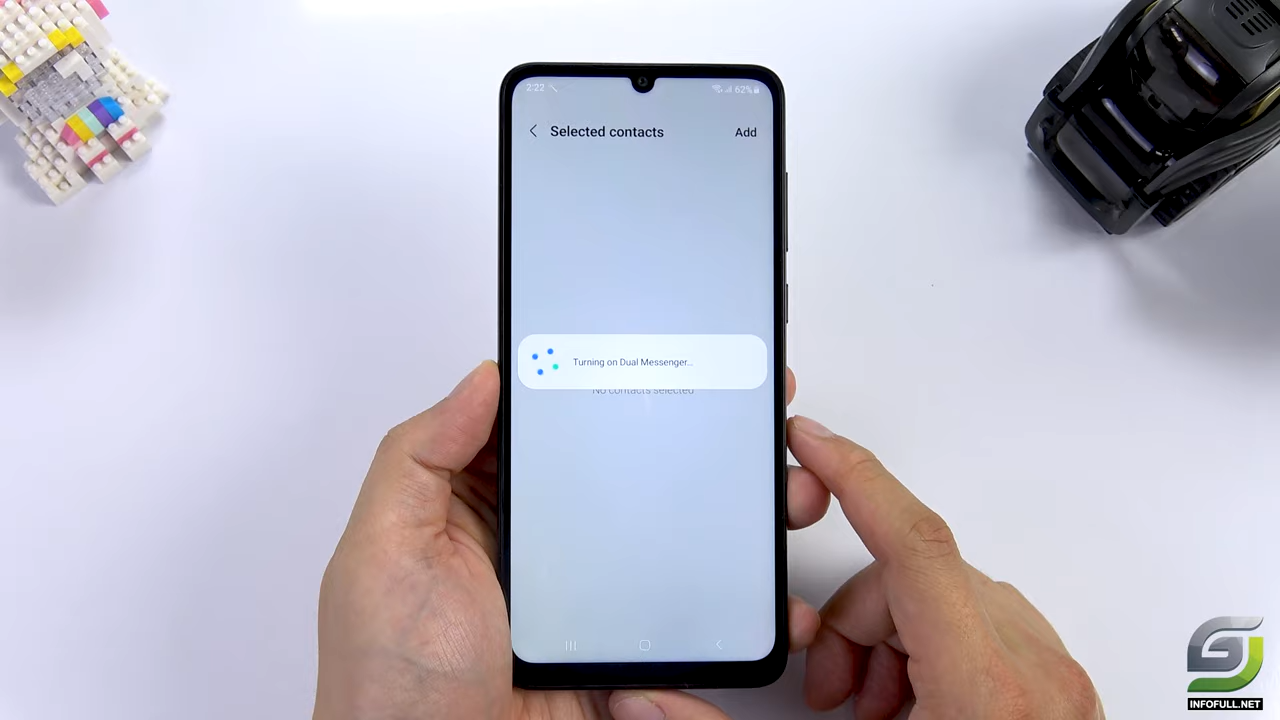 2:22
62%
Selected contacts
Add
Turning on Dual Messenger...
No contacts selected
INFOFULL.NET